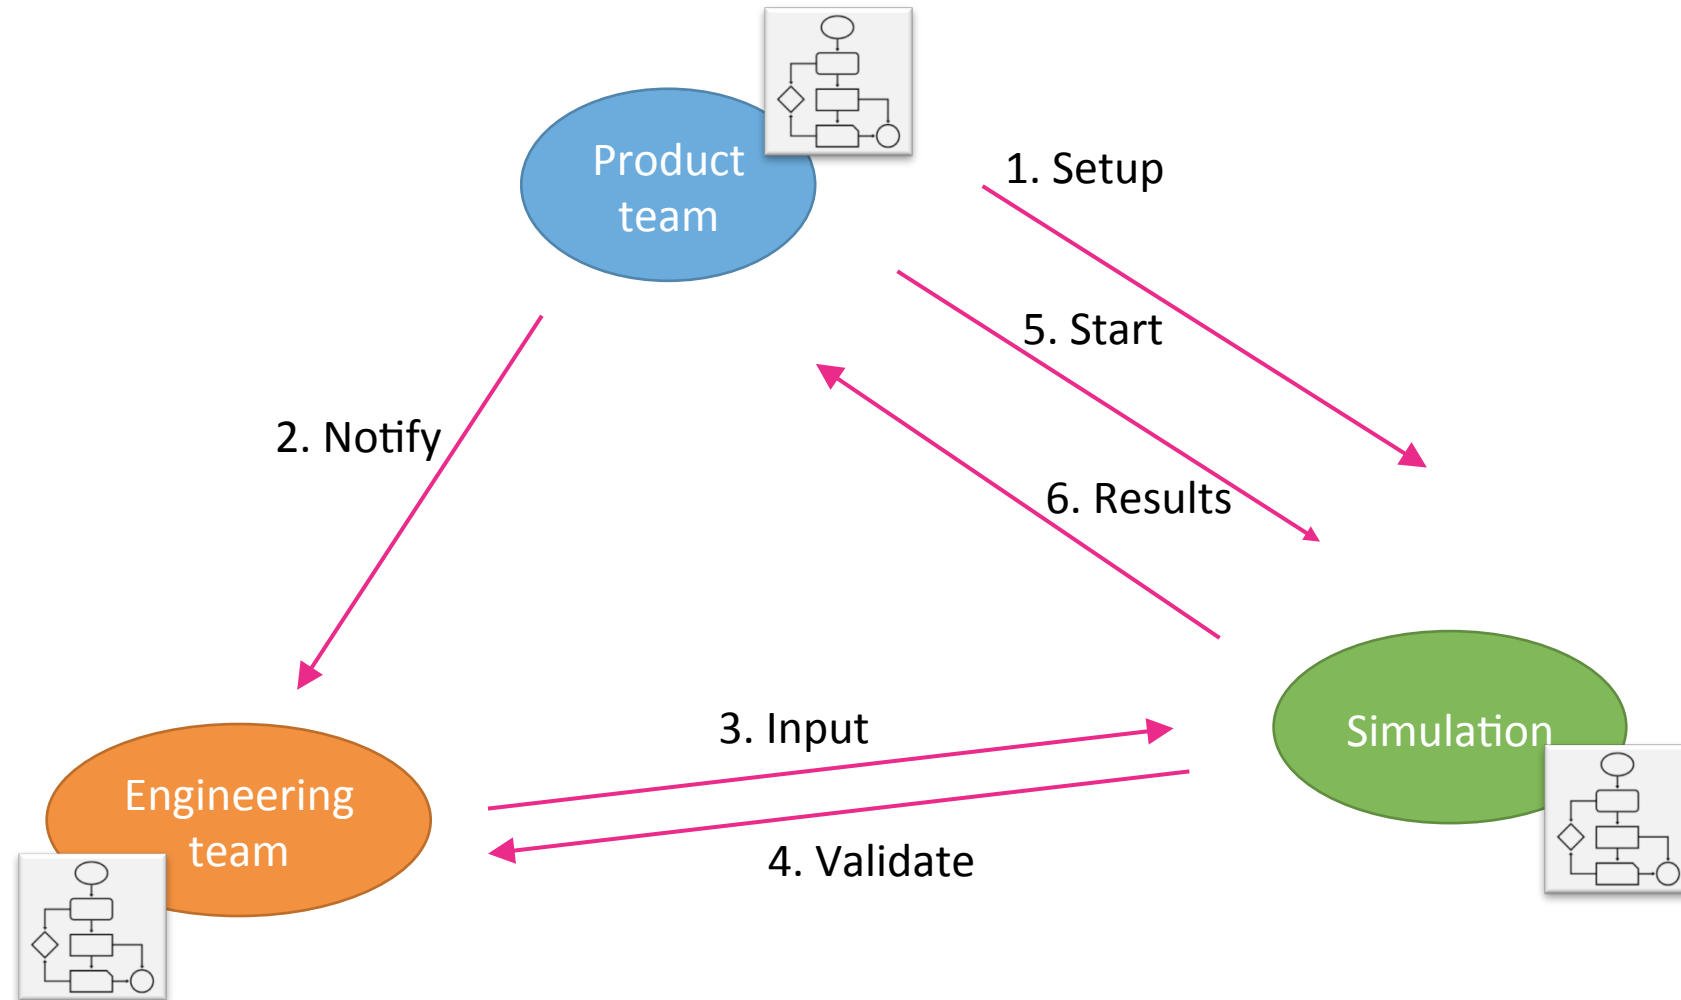 Product
team
1. Setup
5. Start
2. Notify
6. Results
3. Input
Simulation
Engineering
team
4. Validate